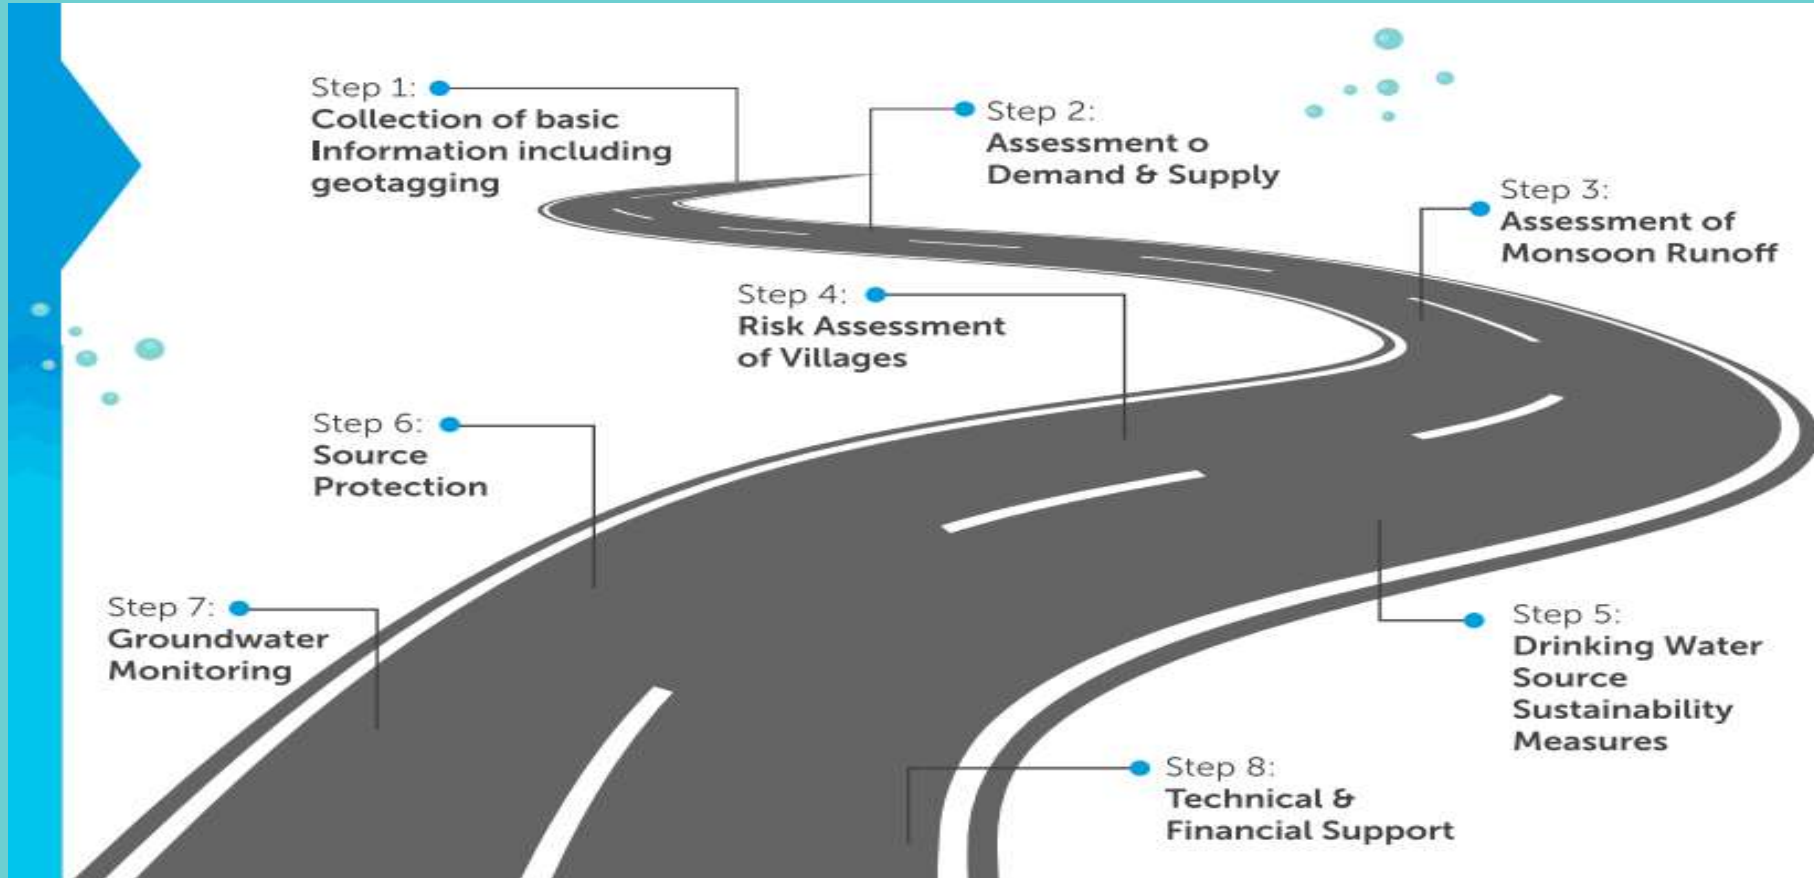 Step 1:
Collection of basic
Information including
geotagging
Step 2:
Assessment o
Demand & Supply
Step 3:
Assessment of
Monsoon Runoff
Step 4:
Risk Assessment
of Villages
Step 5:
Drinking Water
Source
Sustainability
Measures
Step 6:
Source
Protection
Step 7:
Groundwater
Monitoring
Step 8:
Technical &
Financial Support